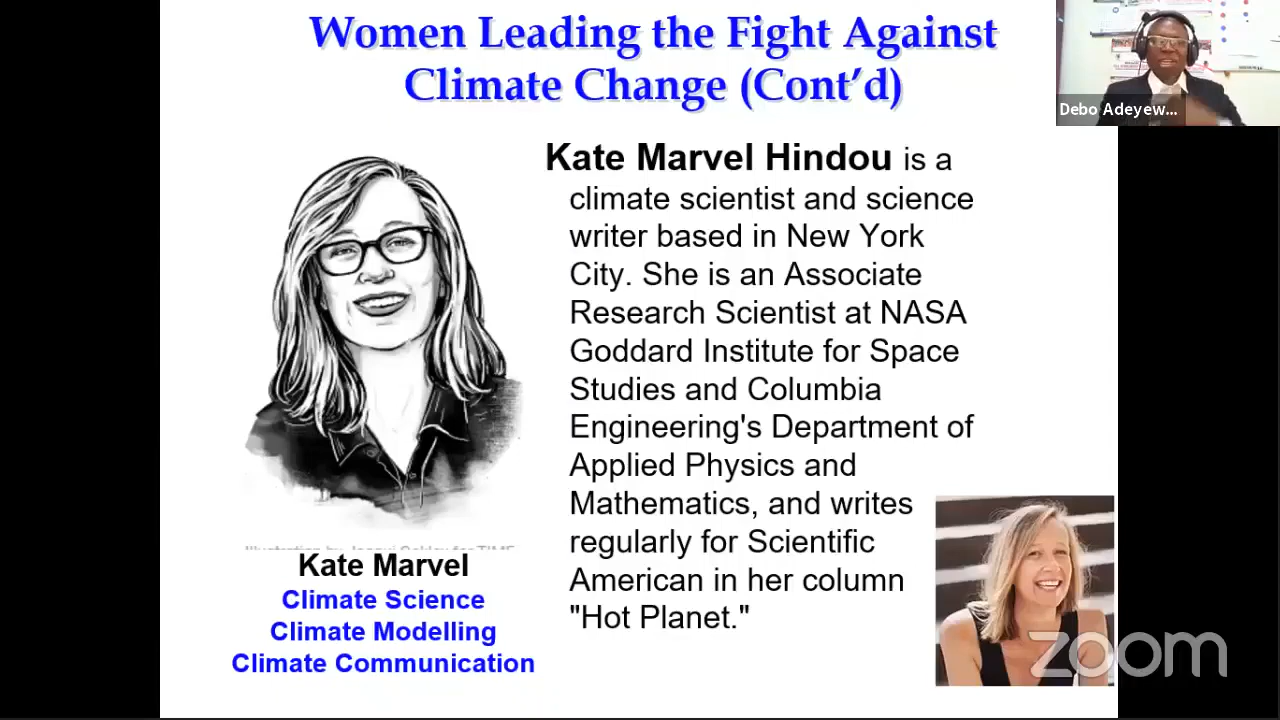 Women Leading the Fight Against
Climate Change (Cont'd)
Debo Adeyew...
Kate Marvel Hindou is a
climate scientist and science
writer based in New York
City. She is an Associate
Research Scientist at NASA
Goddard Institute for Space
Studies and Columbia
Engineering's Department of
Applied Physics and
Mathematics, and writes
regularly for Scientific
American in her column
"Hot Planet."
Kate Marvel
Climate Science
Climate Modelling
Climate Communication
zoom